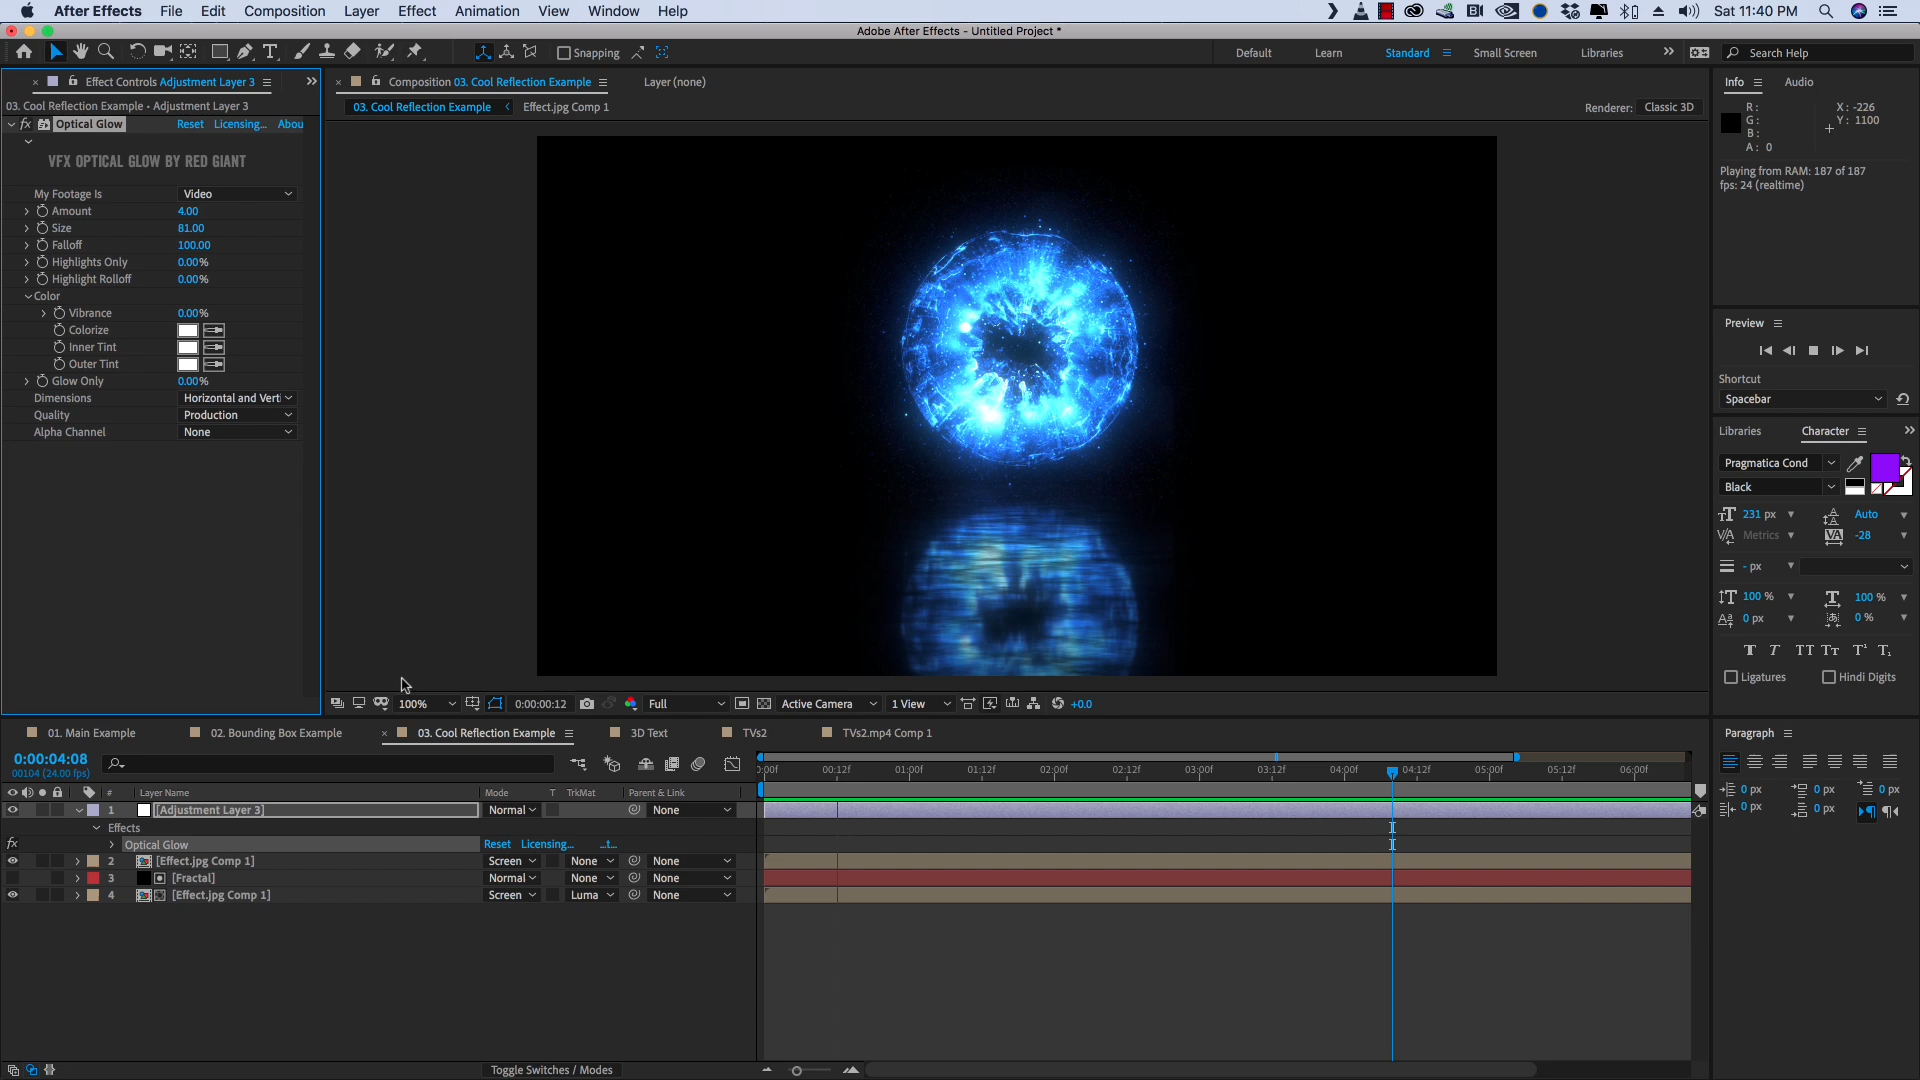 After Effects File Edit Composition Layer Effect Animation View Window Help Sat 11:40 PM
Adobe After Effects - Untitled Project *
Snapping Default Learn Standard Small Screen Libraries Search Help
Effect Controls Adjustment Layer 3
Composition 03. Cool Reflection Example Layer (none)
Info Audio
03. Cool Reflection Example • Adjustment Layer 3
03. Cool Reflection Example Effect.jpg Comp 1 Renderer: Classic 3D
fx Optical Glow Reset Licensing... Abou
R: X: -226
G: Y: 1100
B:
A: 0
VFX OPTICAL GLOW BY RED GIANT
Playing from RAM: 187 of 187
fps: 24 (realtime)
My Footage Is Video
Amount 4.00
Size 81.00
Falloff 100.00
Highlights Only 0.00%
Highlight Rolloff 0.00%
Color
Vibrance 0.00%
Colorize
Inner Tint
Outer Tint
Glow Only 0.00%
Dimensions Horizontal and Verti
Quality Production
Alpha Channel None
Preview
Shortcut
Spacebar
Libraries Character
Pragmatica Cond
Black
231 px Auto
Metrics -28
- px
100 % 100 %
0 px 0 %
T T TT Tт T¹ T₁
Ligatures Hindi Digits
100% 0:00:00:12 Full Active Camera 1 View +0.0
01. Main Example 02. Bounding Box Example 03. Cool Reflection Example 3D Text TVs2 TVs2.mp4 Comp 1
Paragraph
0:00:04:08
00104 (24.00 fps)
0:00f 00:12f 01:00f 01:12f 02:00f 02:12f 03:00f 03:12f 04:00f 04:12f 05:00f 05:12f 06:00f
# Layer Name Mode T TrkMat Parent & Link
1 [Adjustment Layer 3] Normal None
Effects
fx Optical Glow Reset Licensing... ...t...
2 [Effect.jpg Comp 1] Screen None None
3 [Fractal] Normal None None
4 [Effect.jpg Comp 1] Screen Luma None
0 px 0 px 0 px
0 px 0 px
Toggle Switches / Modes